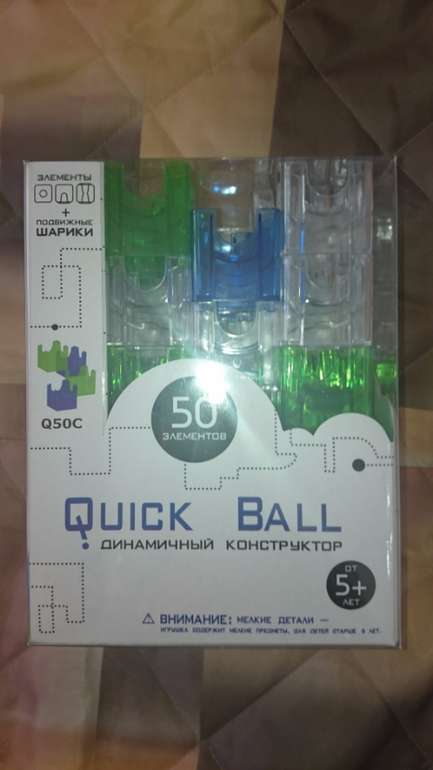 ЭЛЕМЕНТЫ
+
ПОДВИЖНЫЕ
ШАРИКИ
Q50C
50
ЭЛЕМЕНТОВ
QUICK BALL
ДИНАМИЧНЫЙ КОНСТРУКТОР
ОТ
5+
ЛЕТ
ВНИМАНИЕ: МЕЛКИЕ ДЕТАЛИ —
ИГРУШКА СОДЕРЖИТ МЕЛКИЕ ПРЕДМЕТЫ, ДЛЯ ДЕТЕЙ СТАРШЕ 5 ЛЕТ.